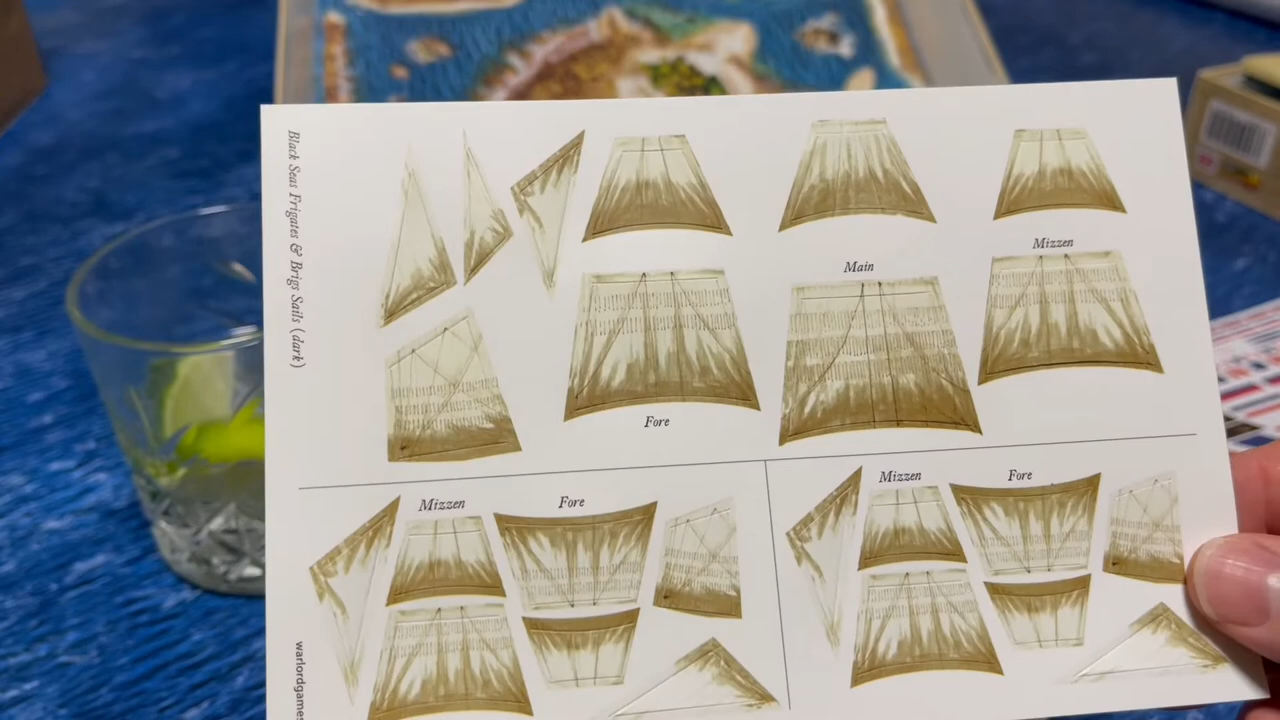 Black Seas Frigates & Brigs Sails (dark)
Mizzen
Main
Fore
Mizzen
Fore
Mizzen
Fore
warlordgames